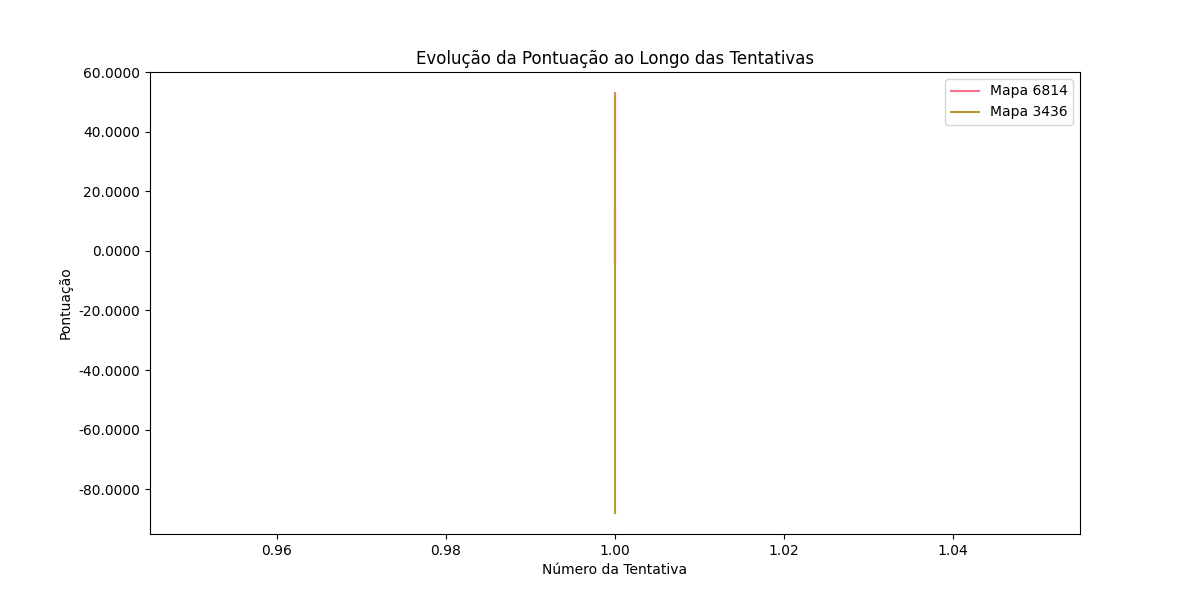 Evolução da Pontuação ao Longo das Tentativas
60.0000
40.0000
20.0000
0.0000
-20.0000
-40.0000
-60.0000
-80.0000
Pontuação
Mapa 6814
Mapa 3436
0.96
0.98
1.00
1.02
1.04
Número da Tentativa